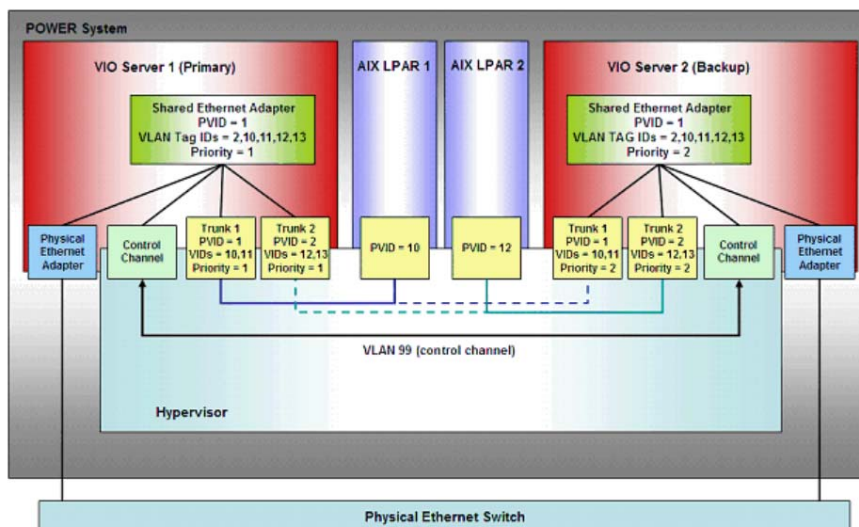 POWER System
VIO Server 1 (Primary)
Shared Ethernet Adapter
PVID = 1
VLAN Tag IDs = 2,10,11,12,13
Priority = 1
AIX LPAR 1
AIX LPAR 2
VIO Server 2 (Backup)
Shared Ethernet Adapter
PVID = 1
VLAN TAG IDs = 2,10,11,12,13
Priority = 2
Physical
Ethernet
Adapter
Control
Channel
Trunk 1
PVID = 1
VIDs = 10,11
Priority = 1
Trunk 2
PVID = 2
VIDs = 12,13
Priority = 1
PVID = 10
PVID = 12
Trunk 1
PVID = 1
VIDs = 10,11
Priority = 2
Trunk 2
PVID = 2
VIDs = 12,13
Priority = 2
Control
Channel
Physical
Ethernet
Adapter
VLAN 99 (control channel)
Hypervisor
Physical Ethernet Switch